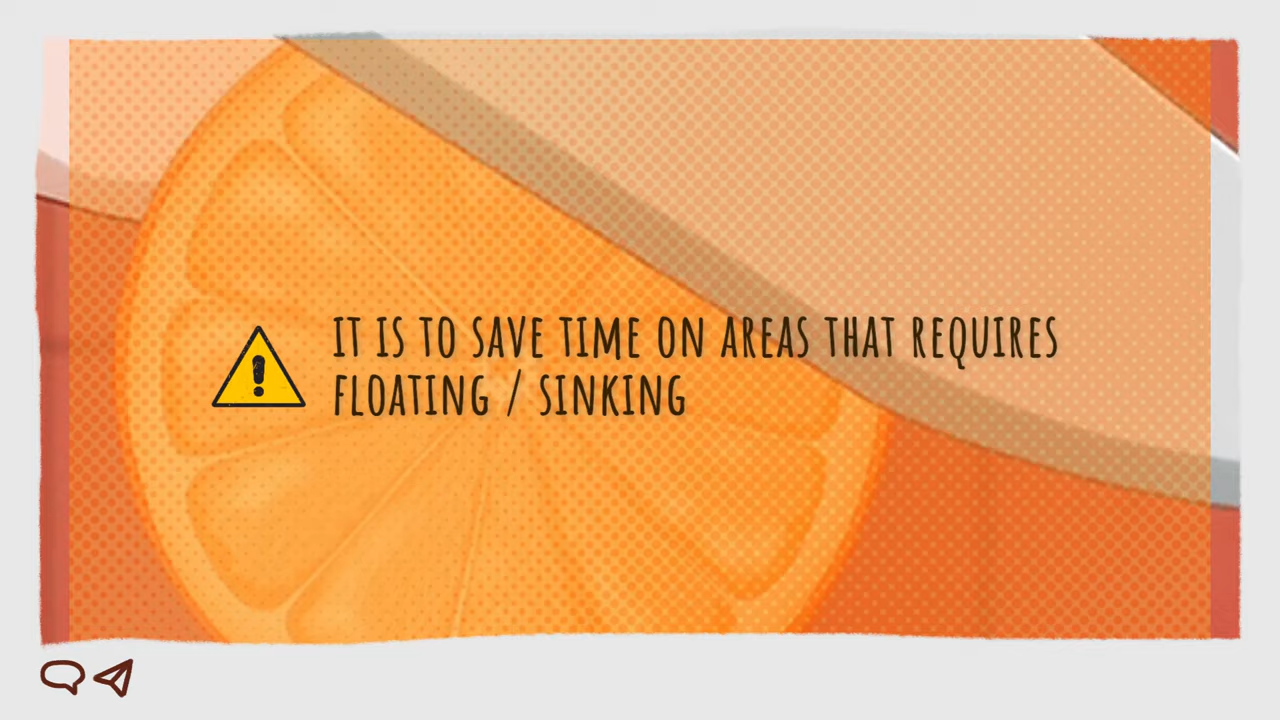 IT IS TO SAVE TIME ON AREAS THAT REQUIRES
FLOATING / SINKING